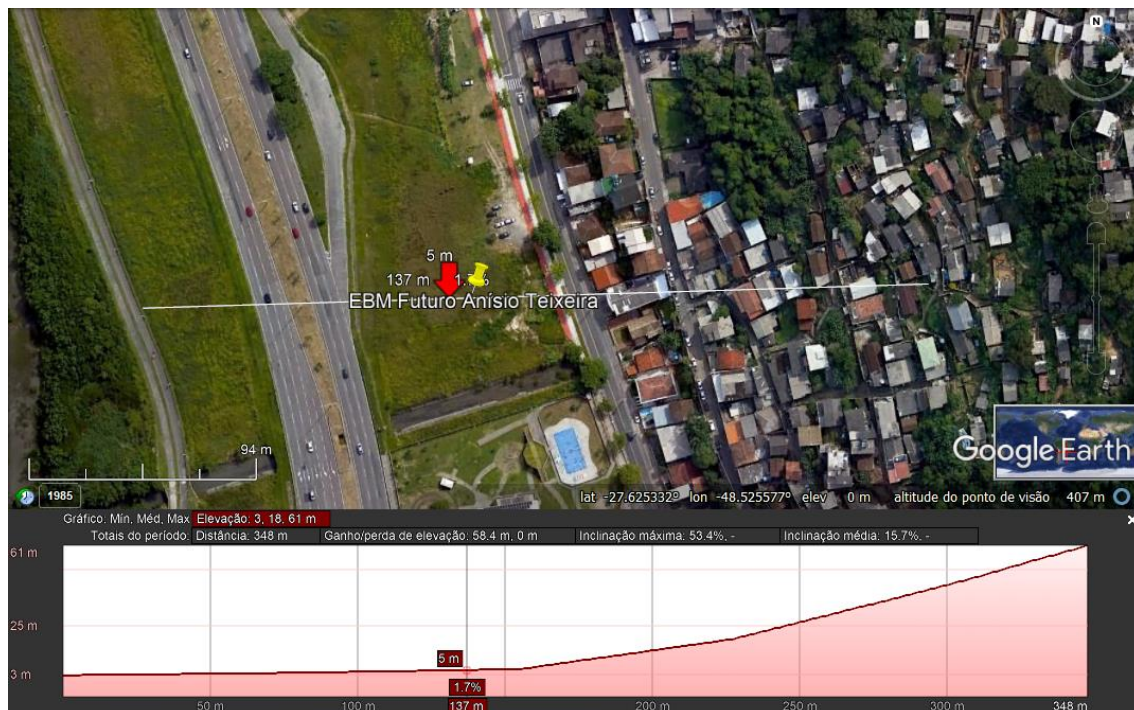 N
5 m
137 m 1.7%
EBM Futuro Anísio Teixeira
94 m
Google Earth
1985
lat -27.625332° lon -48.525577° elev 0 m altitude do ponto de visão 407 m
Gráfico: Min, Méd, Max Elevação: 3, 18, 61 m
Totais do período: Distância: 348 m Ganho/perda de elevação: 58.4 m, 0 m Inclinação máxima: 53.4%, - Inclinação média: 15.7%, -
61 m
25 m
5 m
3 m
1.7%
50 m 100 m 137 m 200 m 250 m 300 m 348 m